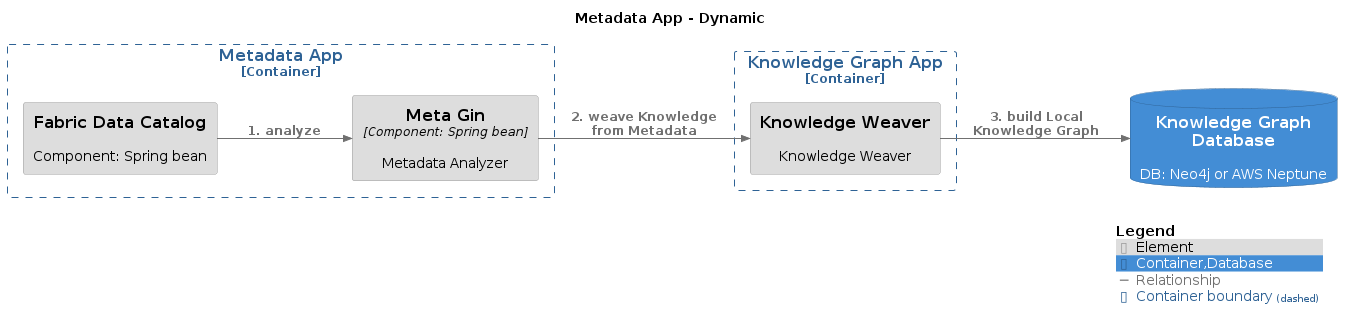 Metadata App - Dynamic
Metadata App
[Container]
Fabric Data Catalog
Component: Spring bean
1. analyze
Meta Gin
[Component: Spring bean]
Metadata Analyzer
2. weave Knowledge
from Metadata
Knowledge Graph App
[Container]
Knowledge Weaver
Knowledge Weaver
3. build Local
Knowledge Graph
Knowledge Graph
Database
DB: Neo4j or AWS Neptune
Legend
Element
Container,Database
Relationship
Container boundary (dashed)